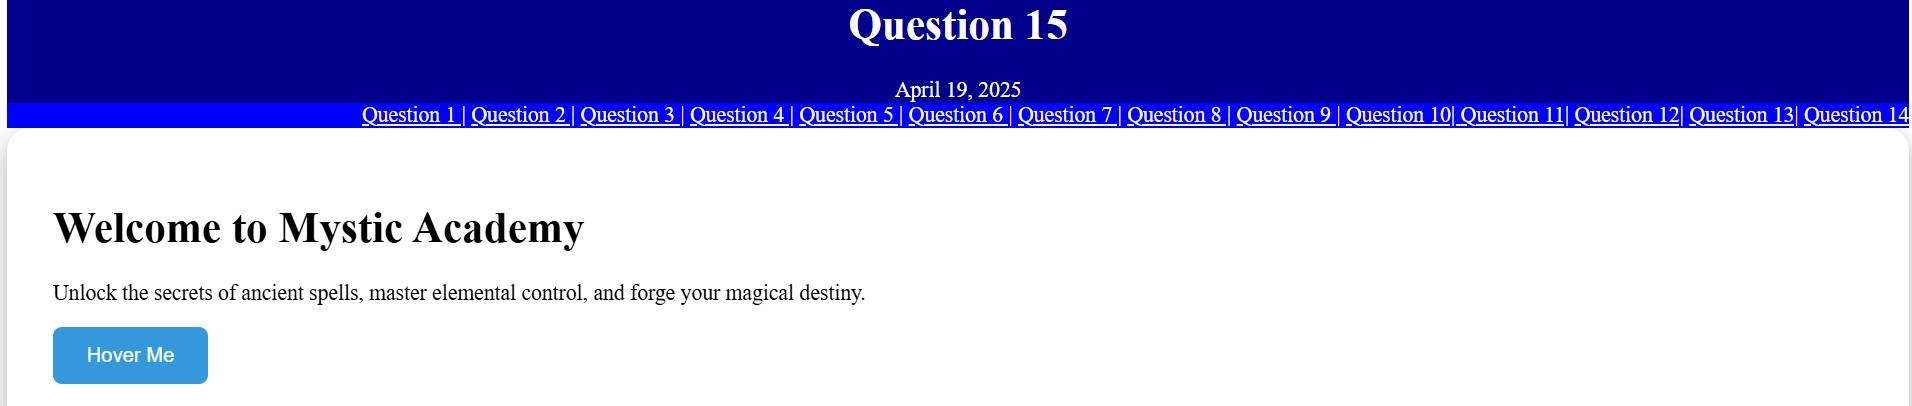 Question 15
April 19, 2025
Question 1 | Question 2 | Question 3 | Question 4 | Question 5 | Question 6 | Question 7 | Question 8 | Question 9 | Question 10| Question 11| Question 12| Question 13| Question 14
Welcome to Mystic Academy
Unlock the secrets of ancient spells, master elemental control, and forge your magical destiny.
Hover Me